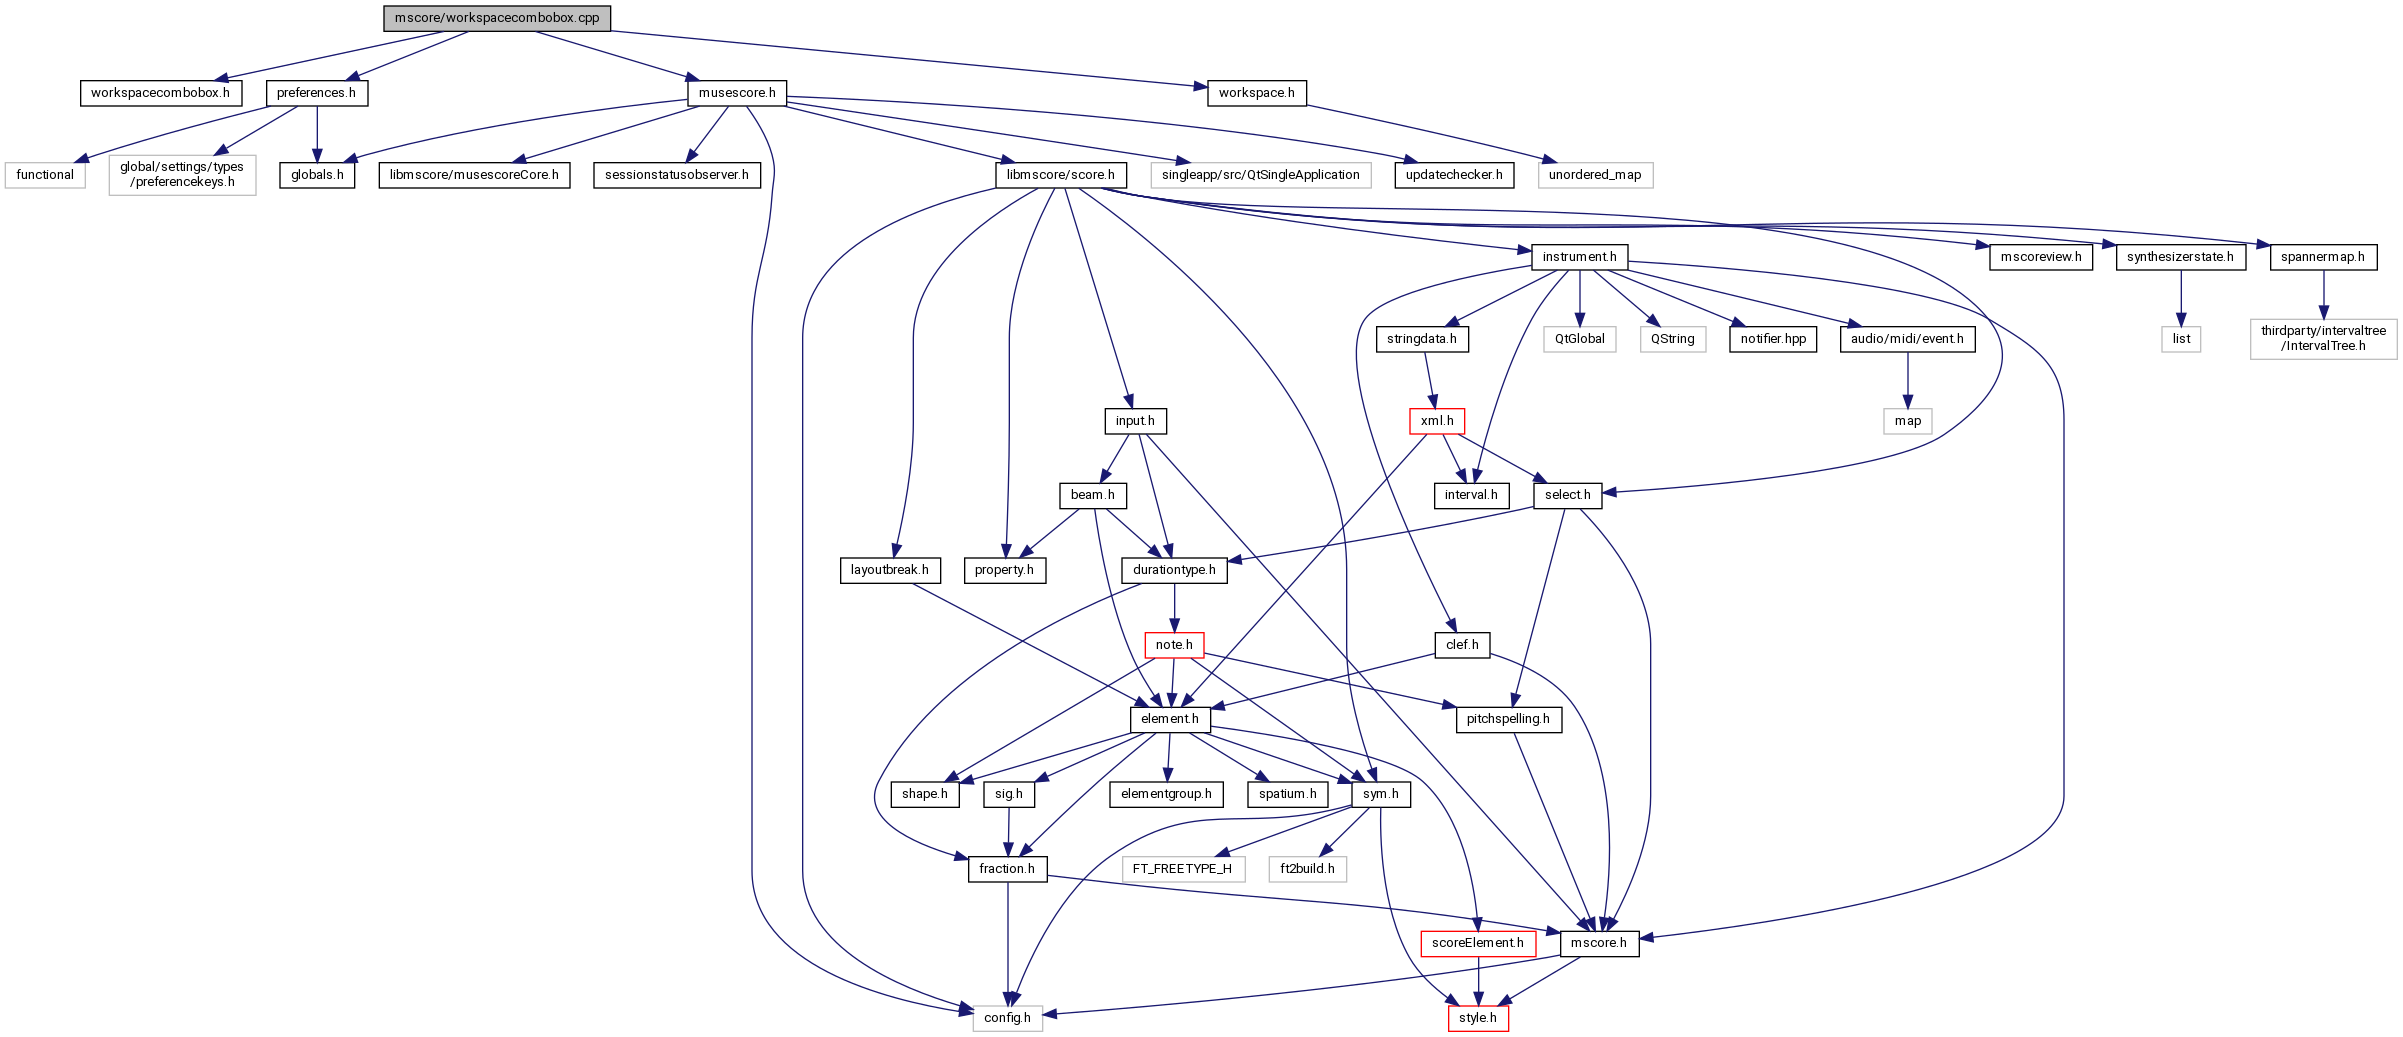 mscore/workspacecombobox.cpp
workspacecombobox.h
preferences.h
musescore.h
workspace.h
functional
global/settings/types
/preferencekeys.h
globals.h
libmscore/musescoreCore.h
sessionstatusobserver.h
libmscore/score.h
singleapp/src/QtSingleApplication
updatechecker.h
unordered_map
instrument.h
mscoreview.h
synthesizerstate.h
spannermap.h
stringdata.h
QtGlobal
QString
notifier.hpp
audio/midi/event.h
list
thirdparty/intervaltree
/IntervalTree.h
input.h
xml.h
map
beam.h
interval.h
select.h
layoutbreak.h
property.h
durationtype.h
note.h
clef.h
element.h
pitchspelling.h
shape.h
sig.h
elementgroup.h
spatium.h
sym.h
fraction.h
FT_FREETYPE_H
ft2build.h
scoreElement.h
mscore.h
config.h
style.h